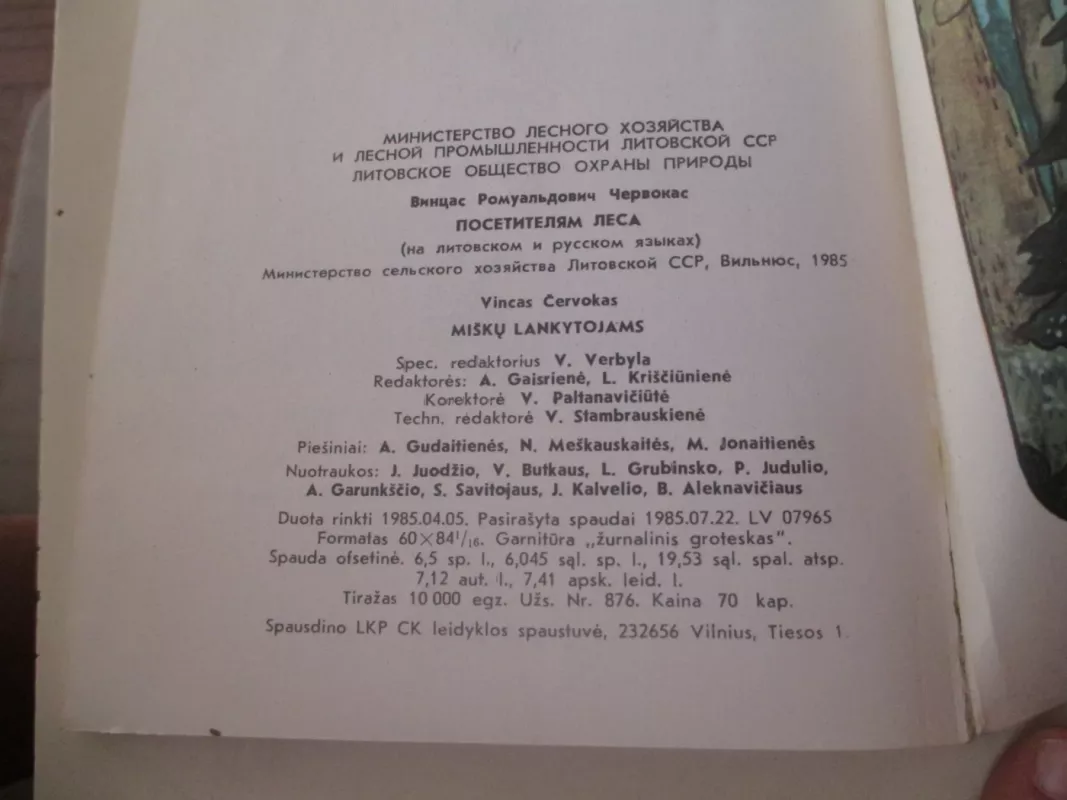 МИНИСТЕРСТВО ЛЕСНОГО ХОЗЯЙСТВА
И ЛЕСНОЙ ПРОМЫШЛЕННОСТИ ЛИТОВСКОЙ ССР
ЛИТОВСКОЕ ОБЩЕСТВО ОХРАНЫ ПРИРОДЫ
Винцас Ромуальдович Червокас
ПОСЕТИТЕЛЯМ ЛЕСА
(на литовском и русском языках)
Министерство сельского хозяйства Литовской ССР, Вильнюс, 1985
Vincas Červokas
MIŠKŲ LANKYTOJAMS
Spec. redaktorius V. Verbyla
Redaktorės: A. Gaisrienė, L. Kriščiūnienė
Korektorė V. Paltanavičiūtė
Techn. redaktorė V. Stambrauskienė
Piešiniai: A. Gudaitienės, N. Meškauskaitės, M. Jonaitienės
Nuotraukos: J. Juodžio, V. Butkaus, L. Grubinsko, P. Judulio,
A. Garunkščio, S. Savitojaus, J. Kalvelio, B. Aleknavičiaus
Duota rinkti 1985.04.05. Pasirašyta spaudai 1985.07.22. LV 07965
Formatas 60×84¹/₁₆. Garnitūra „žurnalinis groteskas".
Spauda ofsetinė. 6,5 sp. l., 6,045 sąl. sp. l., 19,53 sąl. spal. atsp.
7,12 aut. l., 7,41 apsk. leid. l.
Tiražas 10 000 egz. Užs. Nr. 876. Kaina 70 kap.
Spausdino LKP CK leidyklos spaustuvė, 232656 Vilnius, Tiesos 1.